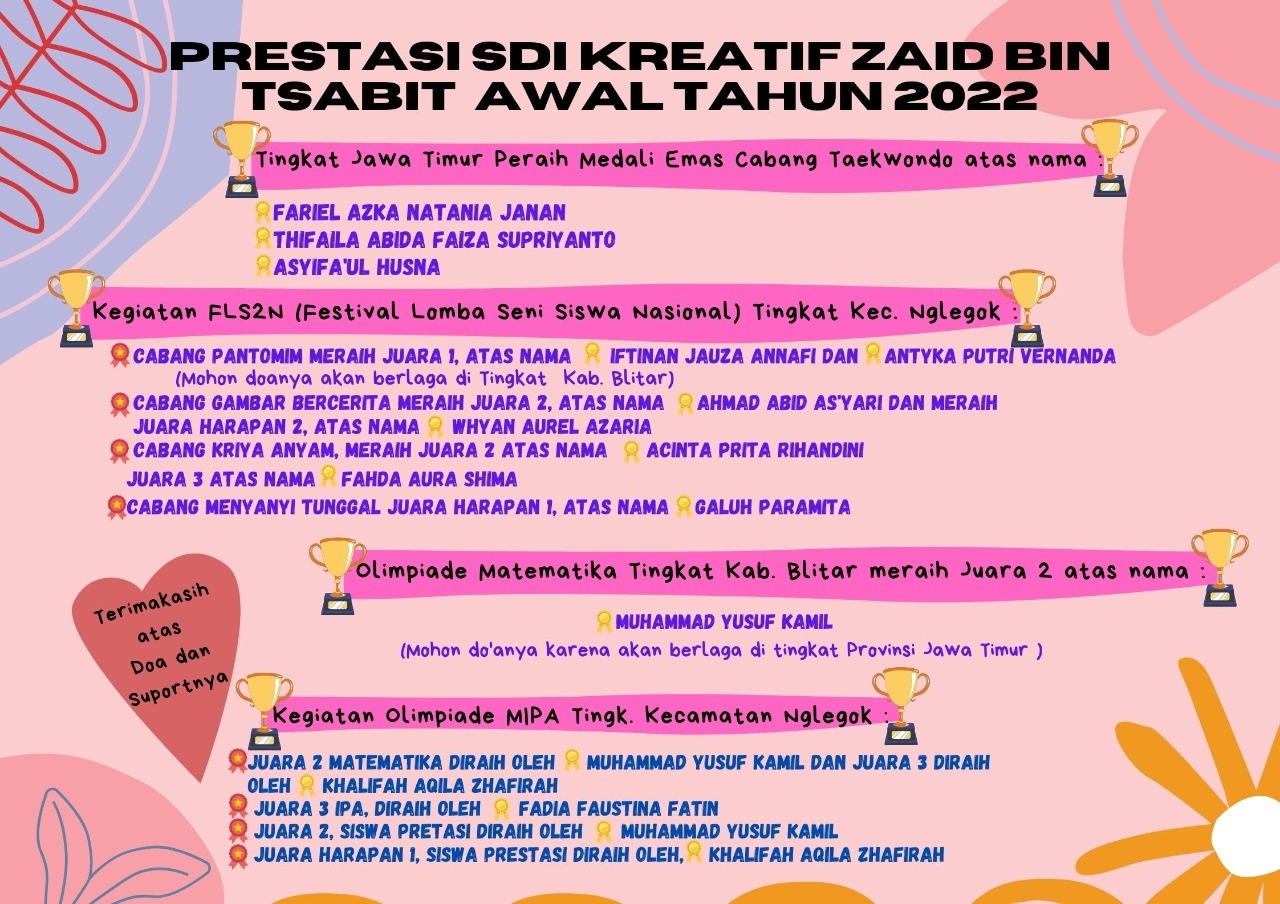 PRESTASI SDI KREATIF ZAID BIN
TSABIT AWAL TAHUN 2022
Tingkat Jawa Timur Peraih Medali Emas Cabang Taekwondo atas nama :
FARIEL AZKA NATANIA JANAN
THIFAILA ABIDA FAIZA SUPRIYANTO
ASYIFA'UL HUSNA
Kegiatan FLS2N (Festival Lomba Seni Siswa Nasional) Tingkat Kec. Nglegok :
CABANG PANTOMIM MERAIH JUARA 1, ATAS NAMA IFTINAN JAUZA ANNAFI DAN ANTYKA PUTRI VERNANDA
(Mohon doanya akan berlaga di Tingkat Kab. Blitar)
CABANG GAMBAR BERCERITA MERAIH JUARA 2, ATAS NAMA AHMAD ABID AS'YARI DAN MERAIH
JUARA HARAPAN 2, ATAS NAMA WHYAN AUREL AZARIA
CABANG KRIYA ANYAM, MERAIH JUARA 2 ATAS NAMA ACINTA PRITA RIHANDINI
JUARA 3 ATAS NAMA FAHDA AURA SHIMA
CABANG MENYANYI TUNGGAL JUARA HARAPAN 1, ATAS NAMA GALUH PARAMITA
Olimpiade Matematika Tingkat Kab. Blitar meraih Juara 2 atas nama :
MUHAMMAD YUSUF KAMIL
(Mohon do'anya karena akan berlaga di tingkat Provinsi Jawa Timur )
Terimakasih
atas
Doa dan
Suportnya
Kegiatan Olimpiade MIPA Tingk. Kecamatan Nglegok :
JUARA 2 MATEMATIKA DIRAIH OLEH MUHAMMAD YUSUF KAMIL DAN JUARA 3 DIRAIH
OLEH KHALIFAH AQILA ZHAFIRAH
JUARA 3 IPA, DIRAIH OLEH FADIA FAUSTINA FATIN
JUARA 2, SISWA PRETASI DIRAIH OLEH MUHAMMAD YUSUF KAMIL
JUARA HARAPAN 1, SISWA PRESTASI DIRAIH OLEH, KHALIFAH AQILA ZHAFIRAH